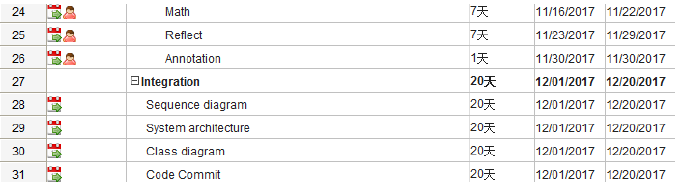 24 Math 7天 11/16/2017 11/22/2017
25 Reflect 7天 11/23/2017 11/29/2017
26 Annotation 1天 11/30/2017 11/30/2017
27 Integration 20天 12/01/2017 12/20/2017
28 Sequence diagram 20天 12/01/2017 12/20/2017
29 System architecture 20天 12/01/2017 12/20/2017
30 Class diagram 20天 12/01/2017 12/20/2017
31 Code Commit 20天 12/01/2017 12/20/2017